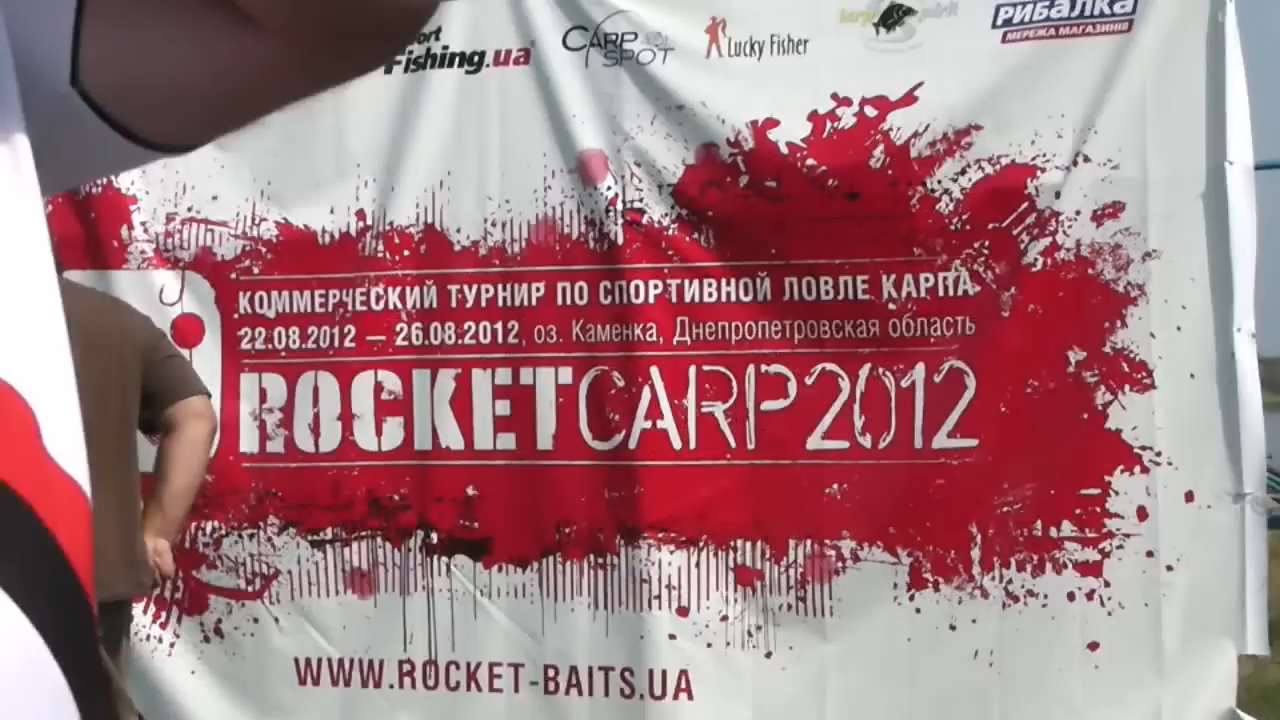 Fishing.ua
CARP SPOT
Lucky Fisher
РИБАЛКА
МЕРЕЖА МАГАЗИНІВ
КОММЕРЧЕСКИЙ ТУРНИР ПО СПОРТИВНОЙ ЛОВЛЕ КАРПА
22.08.2012 — 26.08.2012, оз. Каменка, Днепропетровская область
ROCKETCARP2012
WWW.ROCKET-BAITS.UA